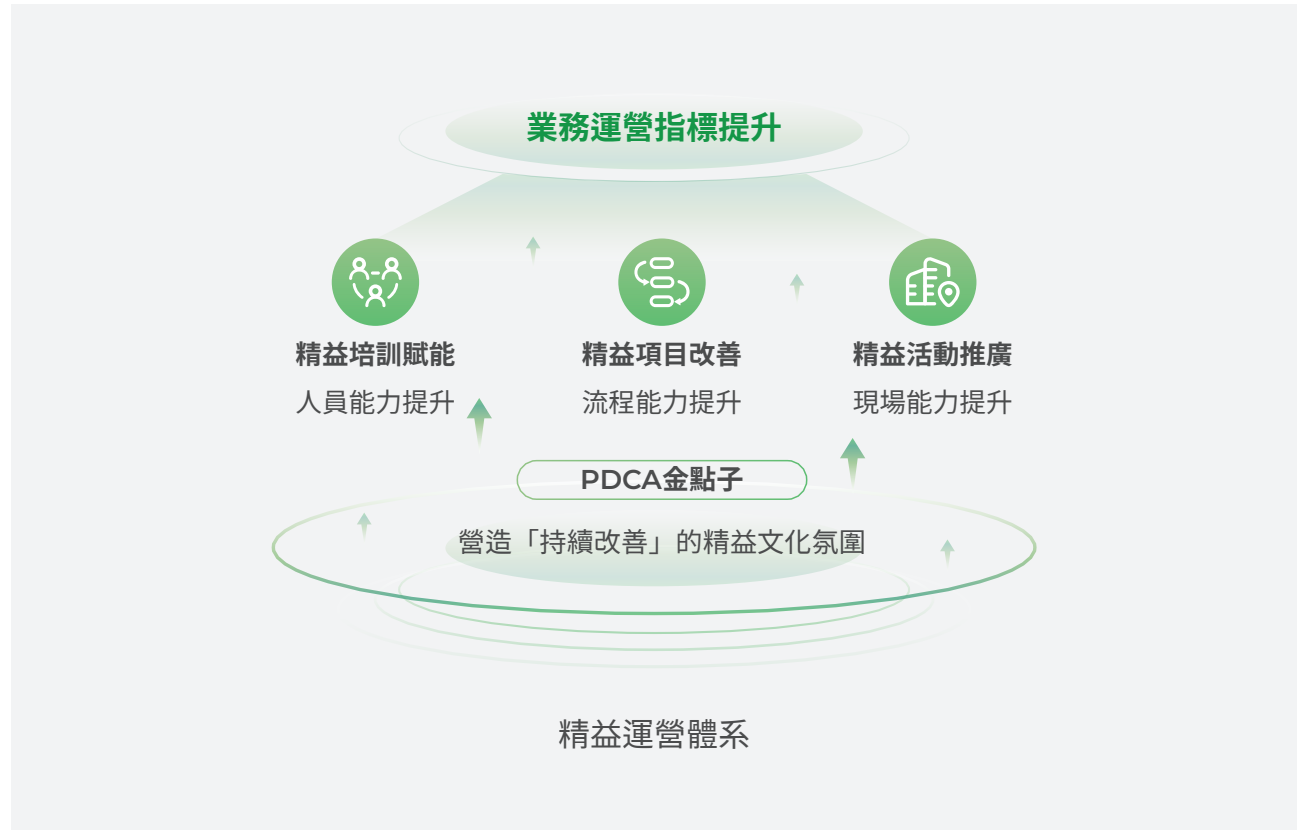 業務運營指標提升
精益培訓賦能
人員能力提升
精益項目改善
流程能力提升
精益活動推廣
現場能力提升
PDCA金點子
營造「持續改善」的精益文化氛圍
精益運營體系